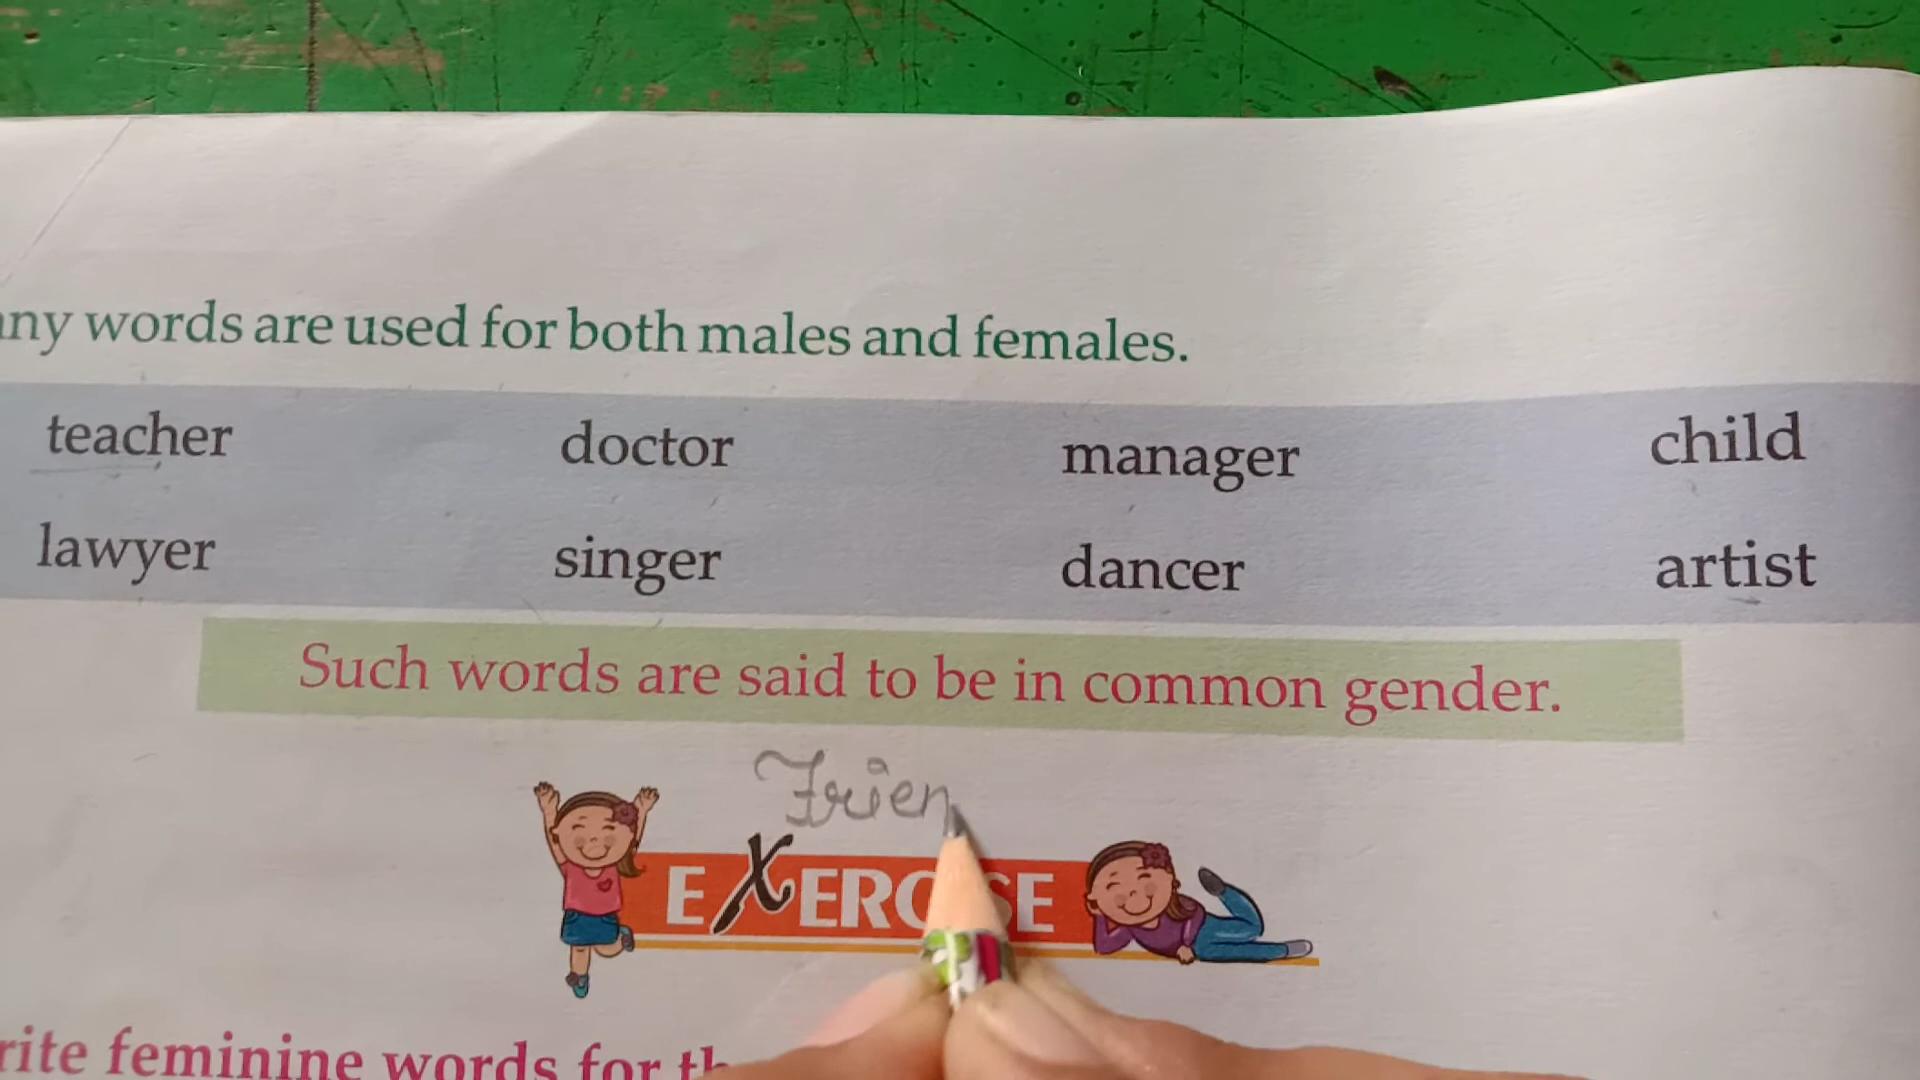 ny words are used for both males and females.
teacher doctor manager child
lawyer singer dancer artist
Such words are said to be in common gender.
Frien
EXERCISE
rite feminine words for th